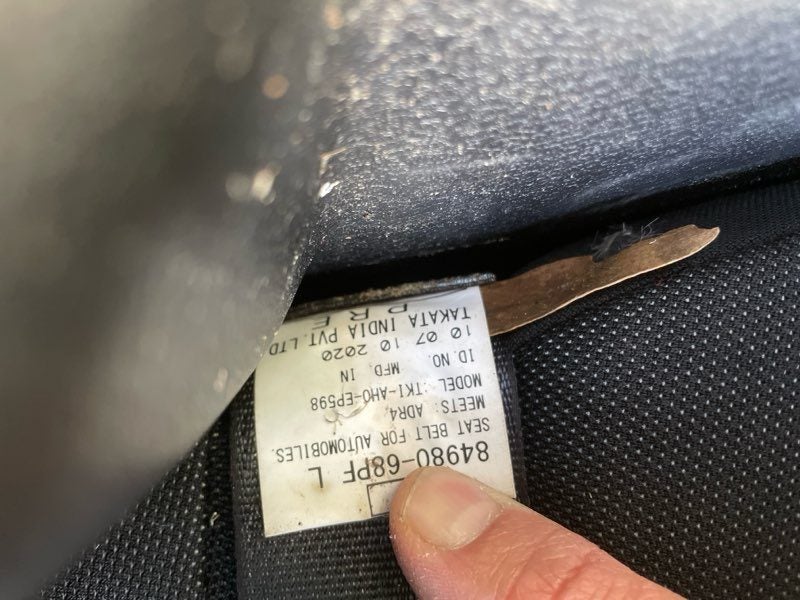 84980-68PF L
SEAT BELT FOR AUTOMOBILES.
MEETS: ADR4
MODEL :TKI-AHO-EP598
MFD. IN
ID.NO.
10 07 10 2020
TAKATA INDIA PVT.LTD
PRE